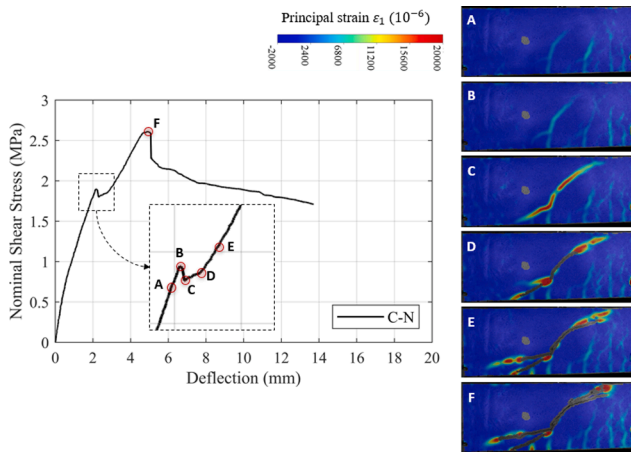 Principal strain ε₁ (10⁻⁶)
-2000
2400
6800
11200
15600
20000
Nominal Shear Stress (MPa)
3
2.5
2
1.5
1
0.5
0
F
B
A
C
D
E
C-N
0
2
4
6
8
10
12
14
16
18
20
Deflection (mm)
A
B
C
D
E
F